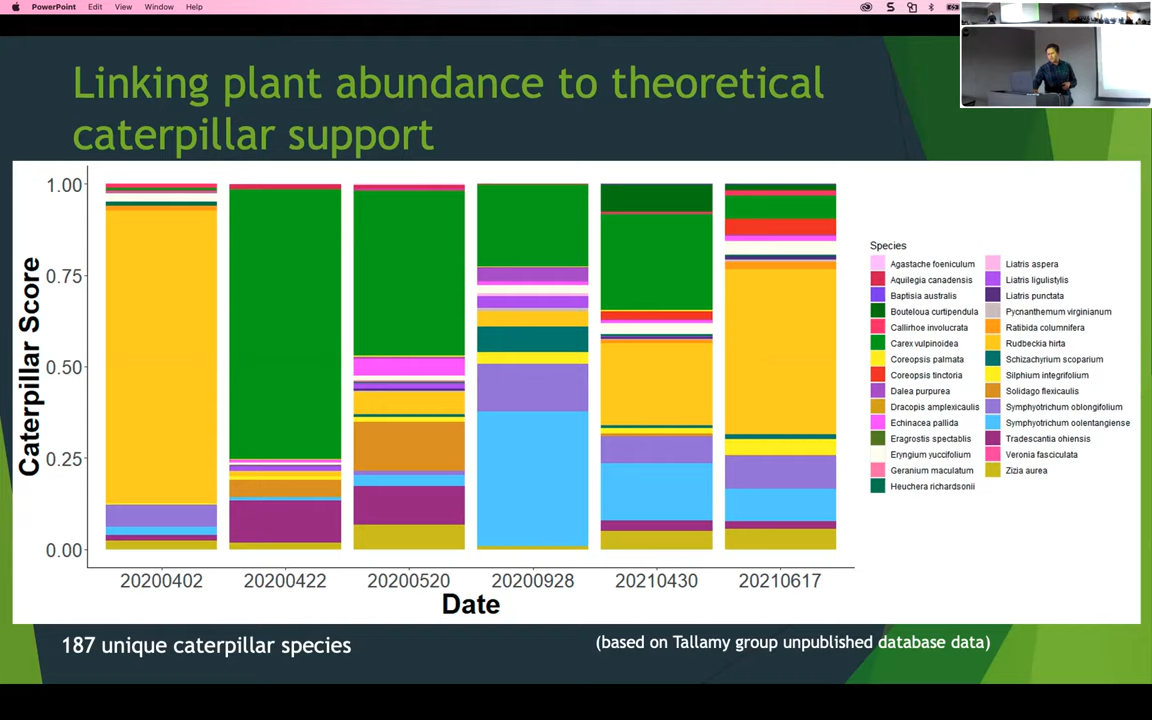 PowerPoint Edit View Window Help
Linking plant abundance to theoretical
caterpillar support
Caterpillar Score
1.00
0.75
0.50
0.25
0.00
20200402 20200422 20200520 20200928 20210430 20210617
Date
Species
Agastache foeniculum
Aquilegia canadensis
Baptisia australis
Bouteloua curtipendula
Callirhoe involucrata
Carex vulpinoidea
Coreopsis palmata
Coreopsis tinctoria
Dalea purpurea
Dracopis amplexicaulis
Echinacea pallida
Eragrostis spectablis
Eryngium yuccifolium
Geranium maculatum
Heuchera richardsonii
Liatris aspera
Liatris ligulistylis
Liatris punctata
Pycnanthemum virginianum
Ratibida columnifera
Rudbeckia hirta
Schizachyrium scoparium
Silphium integrifolium
Solidago flexicaulis
Symphyotrichum oblongifolium
Symphyotrichum oolentangiense
Tradescantia ohiensis
Veronia fasciculata
Zizia aurea
187 unique caterpillar species
(based on Tallamy group unpublished database data)